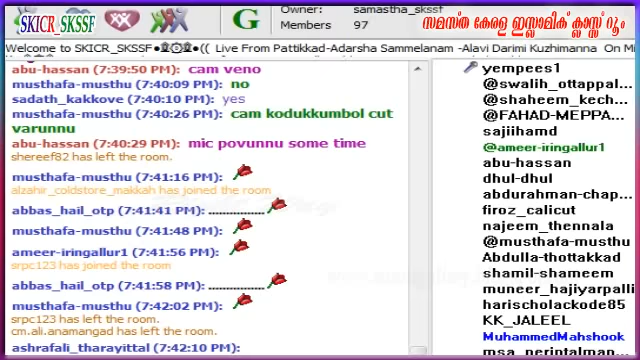 SKICR_SKSSF
G
Owner: samastha_skssf
Members 97
സമസ്ത കേരള ഇസ്ലാമിക് ക്ലാസ്സ് റൂം
Welcome to SKICR_SKSSF Live From Pattikkad-Adarsha Sammelanam -Alavi Darimi Kuzhimanna On Mi
abu-hassan (7:39:50 PM): cam veno
musthafa-musthu (7:40:09 PM): no
sadath_kakkove (7:40:10 PM): yes
musthafa-musthu (7:40:26 PM): cam kodukkumbol cut
varunnu
abu-hassan (7:40:29 PM): mic povunnu some time
shereef82 has left the room.
musthafa-musthu (7:41:16 PM):
alzahir_coldstore_makkah has joined the room
abbas_hail_otp (7:41:41 PM): ................
musthafa-musthu (7:41:48 PM):
ameer-iringallur1 (7:41:56 PM):
srpc123 has joined the room
abbas_hail_otp (7:41:58 PM): ................
musthafa-musthu (7:42:02 PM):
srpc123 has left the room.
cm.ali.anamangad has left the room.
ashrafali_tharayittal (7:42:10 PM):
yempees1
@swalih_ottappal...
@shaheem_kech...
@FAHAD-MEPPA...
sajiihamd
@ameer-iringallur1
abu-hassan
dhul-dhul
abdurahman-chap...
firoz_calicut
najeem_thennala
@musthafa-musthu
Abdulla-thottakkad
shamil-shameem
muneer_hajiyarpalli
harischolackode85
KK_JALEEL
MuhammedMahshook
msa_perintalman